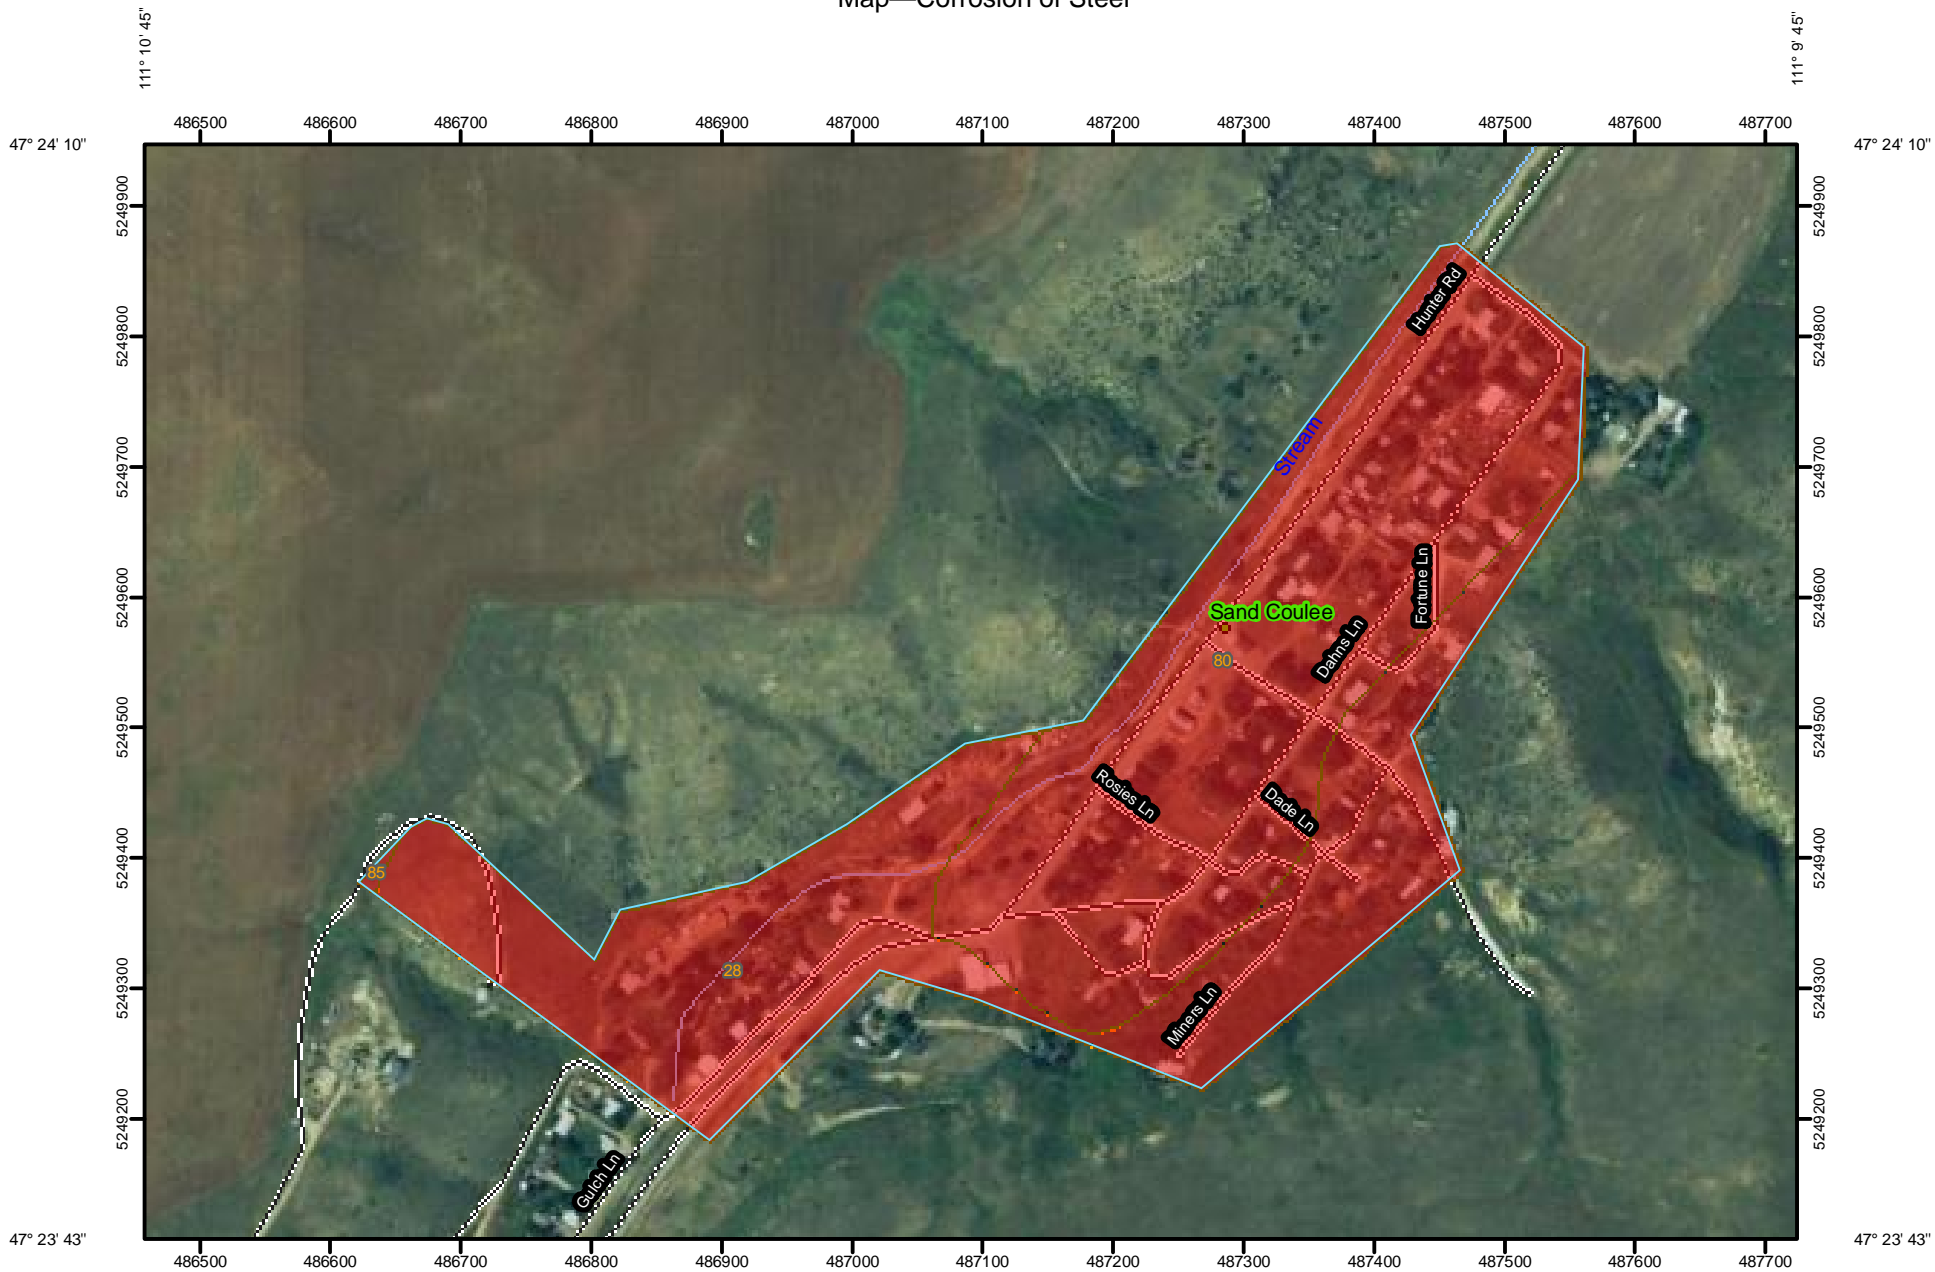 Map—Corrosion of Steel
111° 10' 45"
111° 9' 45"
486500 486600 486700 486800 486900 487000 487100 487200 487300 487400 487500 487600 487700
47° 24' 10"
47° 24' 10"
5249900
5249900
Hunter Rd
5249800
5249800
Stream
5249700
5249700
Fortune Ln
5249600
5249600
Sand Coulee
Dahns Ln
80
5249500
5249500
Rosies Ln
Dade Ln
5249400
5249400
85
28
5249300
5249300
Miners Ln
5249200
5249200
Gulch Ln
47° 23' 43"
47° 23' 43"
486500 486600 486700 486800 486900 487000 487100 487200 487300 487400 487500 487600 487700